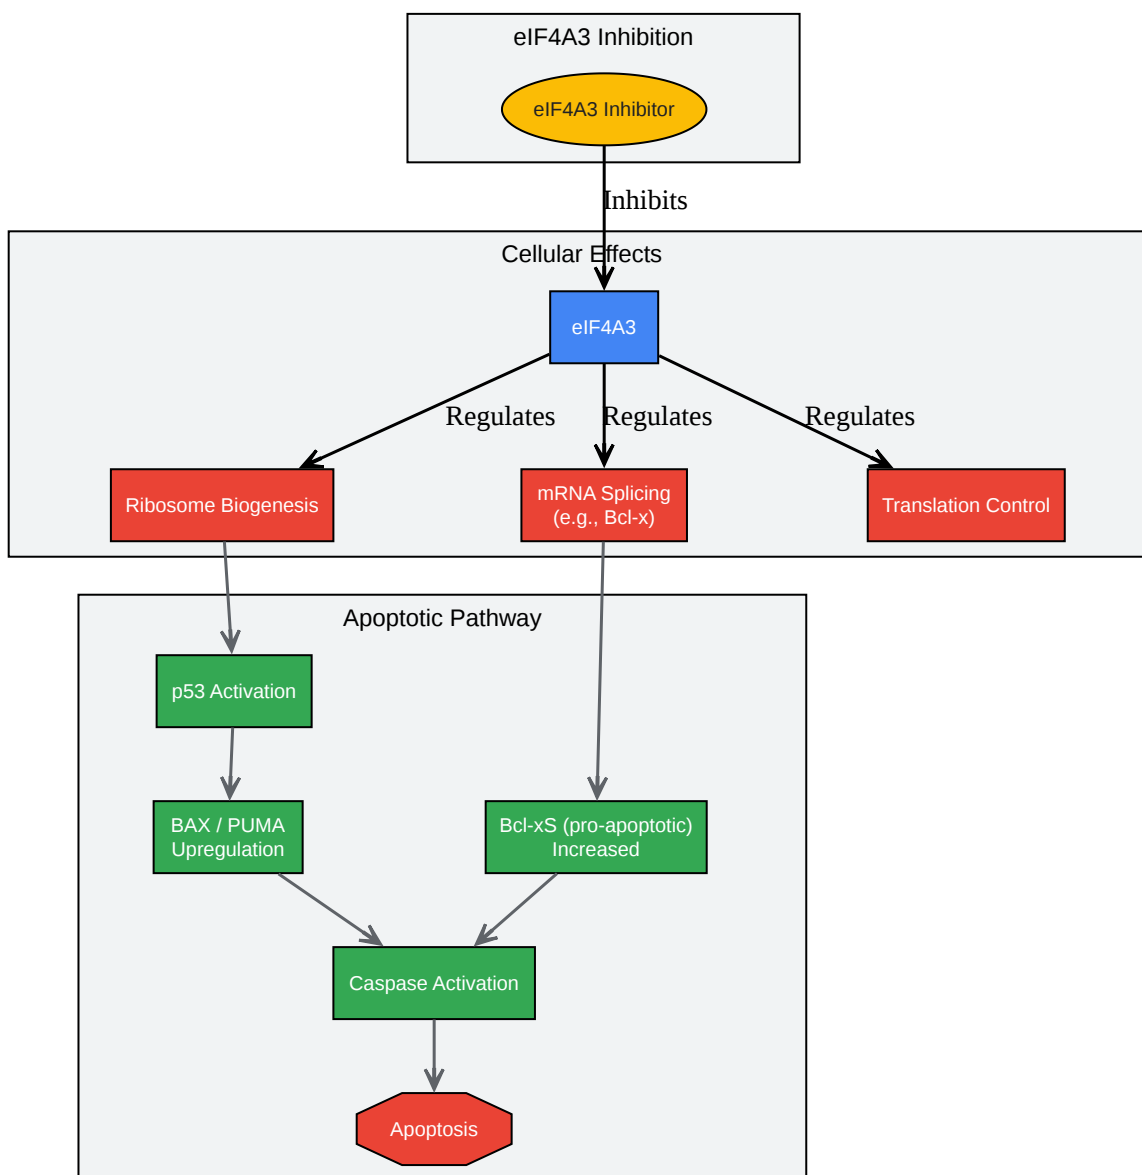 eIF4A3 Inhibition
eIF4A3 Inhibitor
Inhibits
Cellular Effects
eIF4A3
Regulates
Regulates
Regulates
Ribosome Biogenesis
mRNA Splicing
(e.g., Bcl-x)
Translation Control
Apoptotic Pathway
p53 Activation
BAX / PUMA
Upregulation
Bcl-xS (pro-apoptotic)
Increased
Caspase Activation
Apoptosis